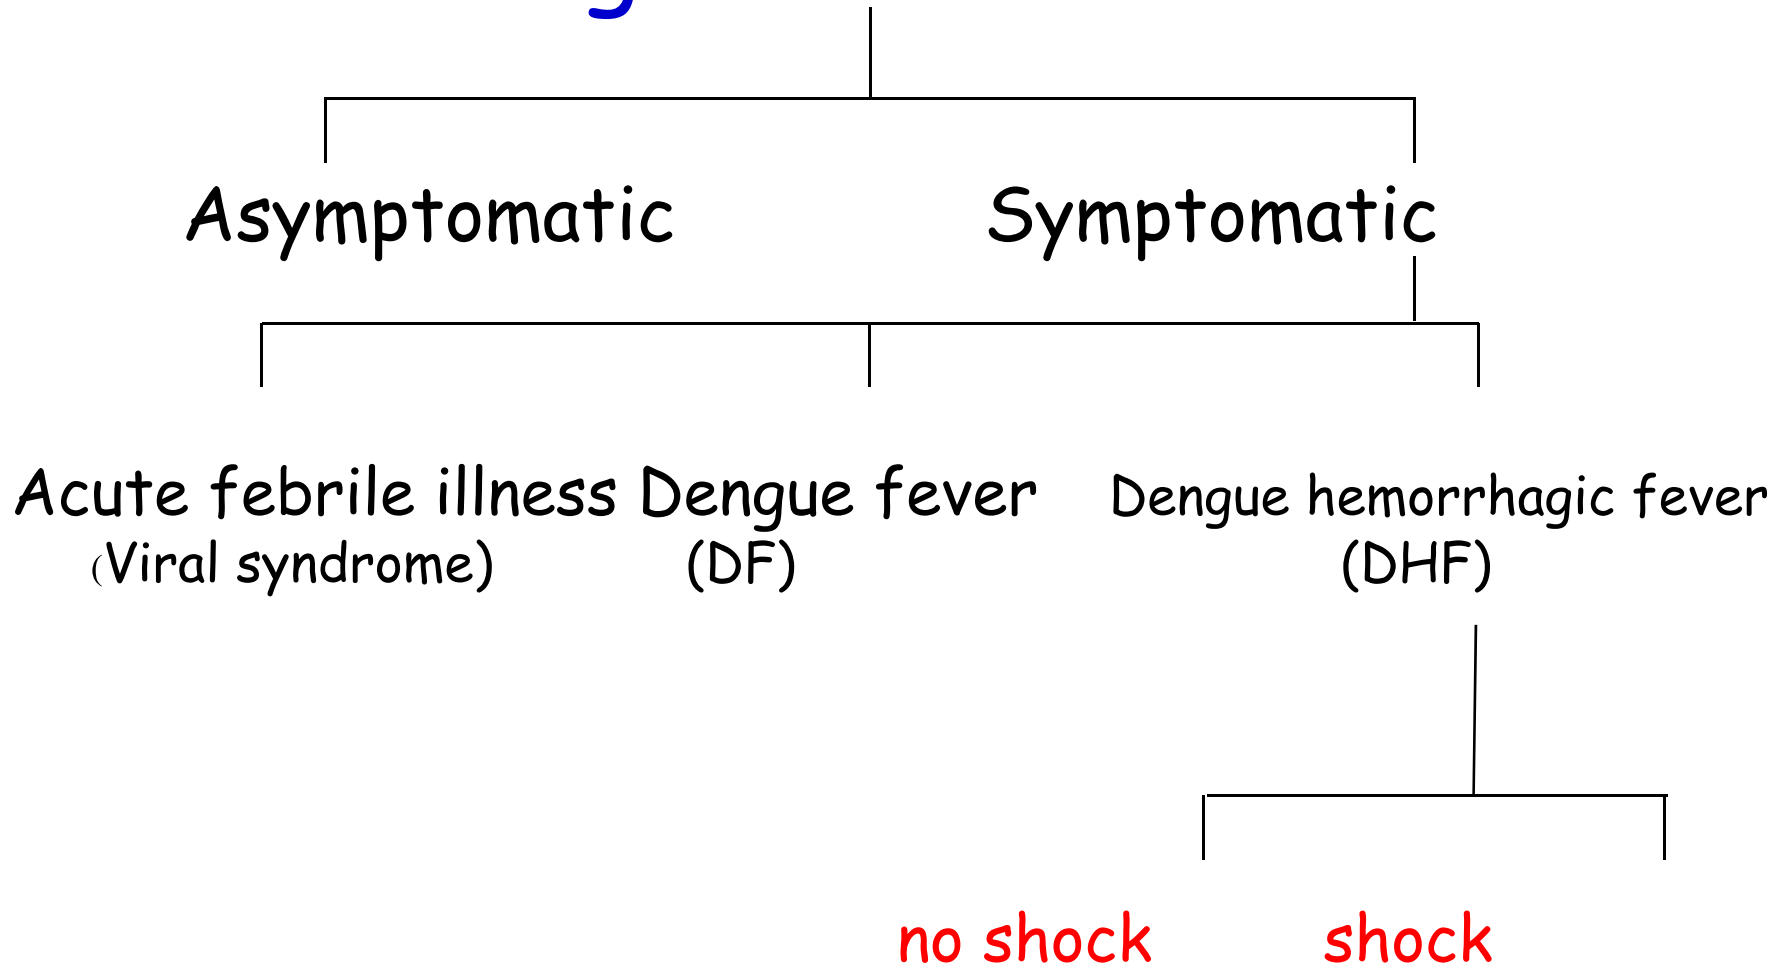 Asymptomatic Symptomatic
Acute febrile illness Dengue fever Dengue hemorrhagic fever
(Viral syndrome) (DF) (DHF)
no shock shock